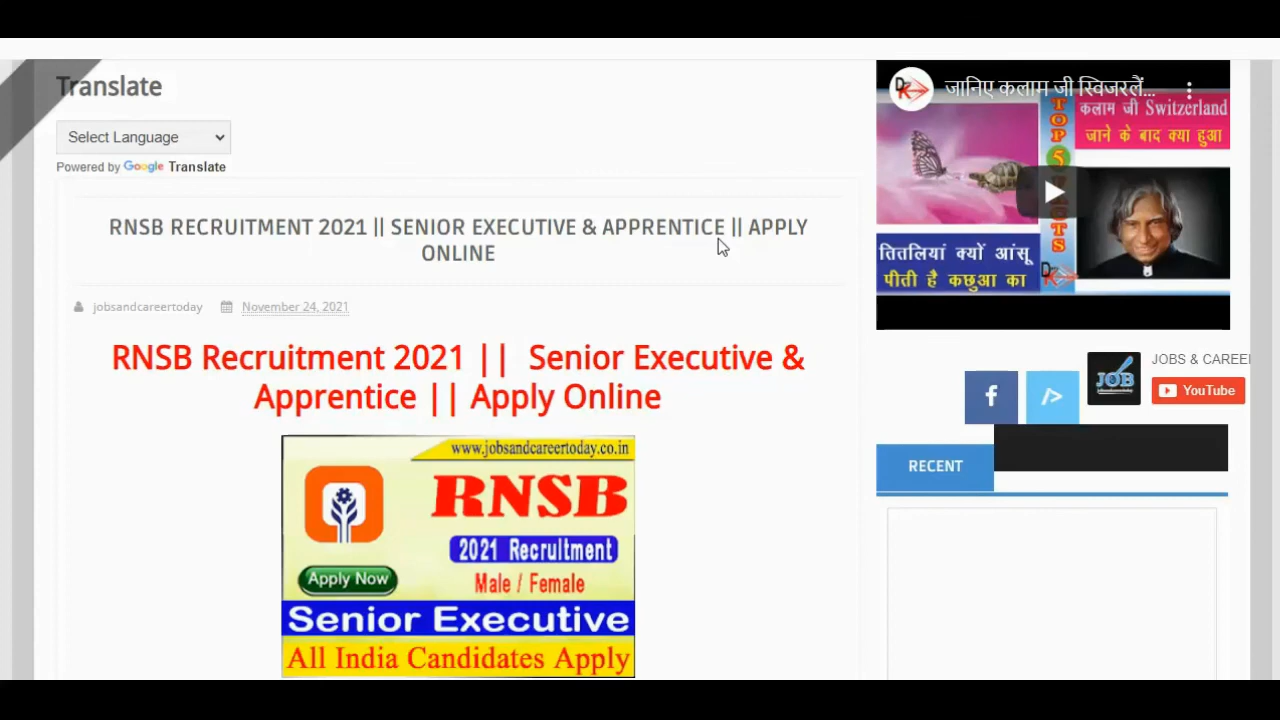 Translate
Select Language
Powered by Google Translate
RNSB RECRUITMENT 2021 || SENIOR EXECUTIVE & APPRENTICE || APPLY
ONLINE
jobsandcareertoday November 24, 2021
RNSB Recruitment 2021 || Senior Executive &
Apprentice || Apply Online
www.jobsandcareertoday.co.in
RNSB
2021 Recruitment
Apply Now
Male / Female
Senior Executive
All India Candidates Apply
जानिए कलाम जी स्विजरलैं...
कलाम जी Switzerland
जाने के बाद क्या हुआ
TOP 5
तितलियां क्यों आंसू
पीती है कछुआ का
JOBS & CAREE
JOB
YouTube
RECENT